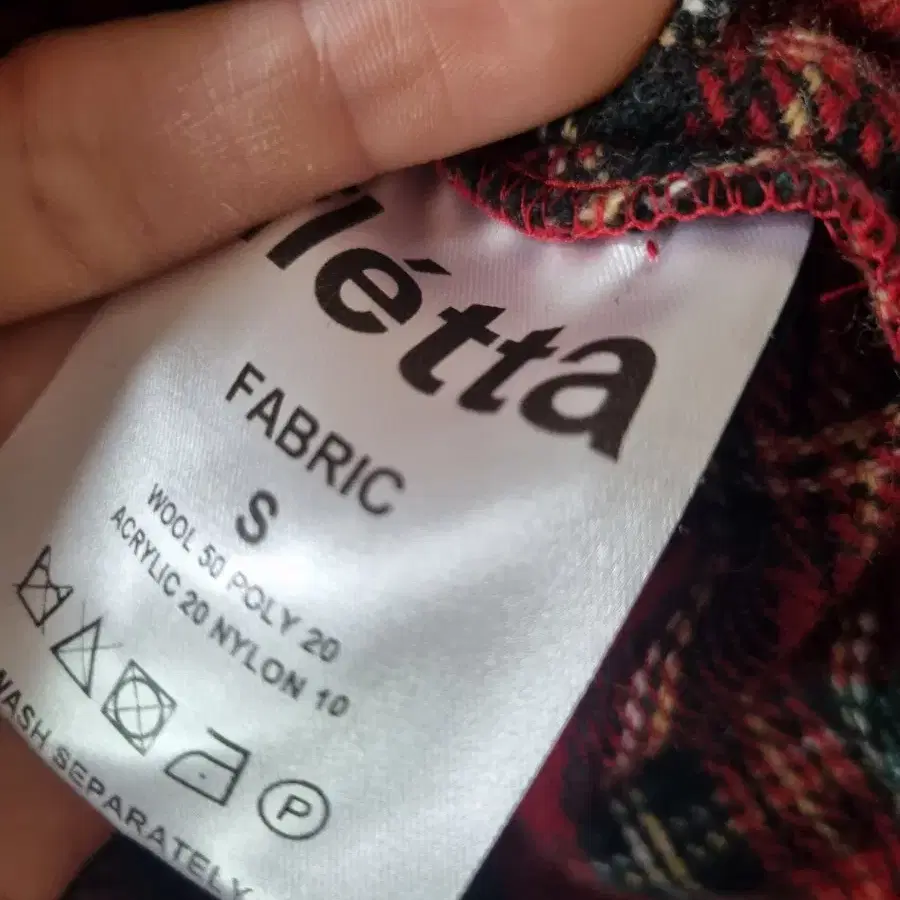 létta
FABRIC
S
WOOL 50 POLY 20
ACRYLIC 20 NYLON 10
P
WASH SEPARATELY